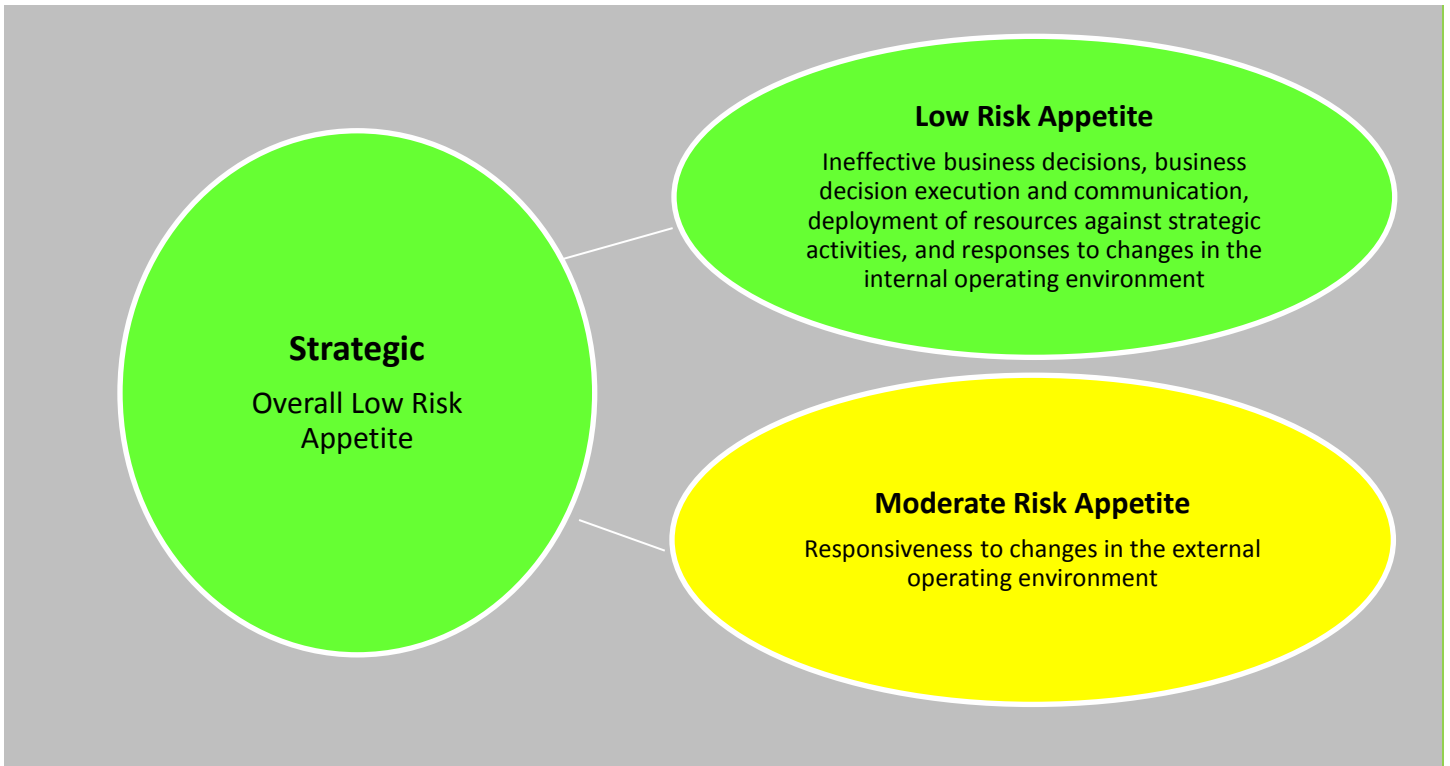 Strategic
Overall Low Risk
Appetite
Low Risk Appetite
Ineffective business decisions, business
decision execution and communication,
deployment of resources against strategic
activities, and responses to changes in the
internal operating environment
Moderate Risk Appetite
Responsiveness to changes in the external
operating environment